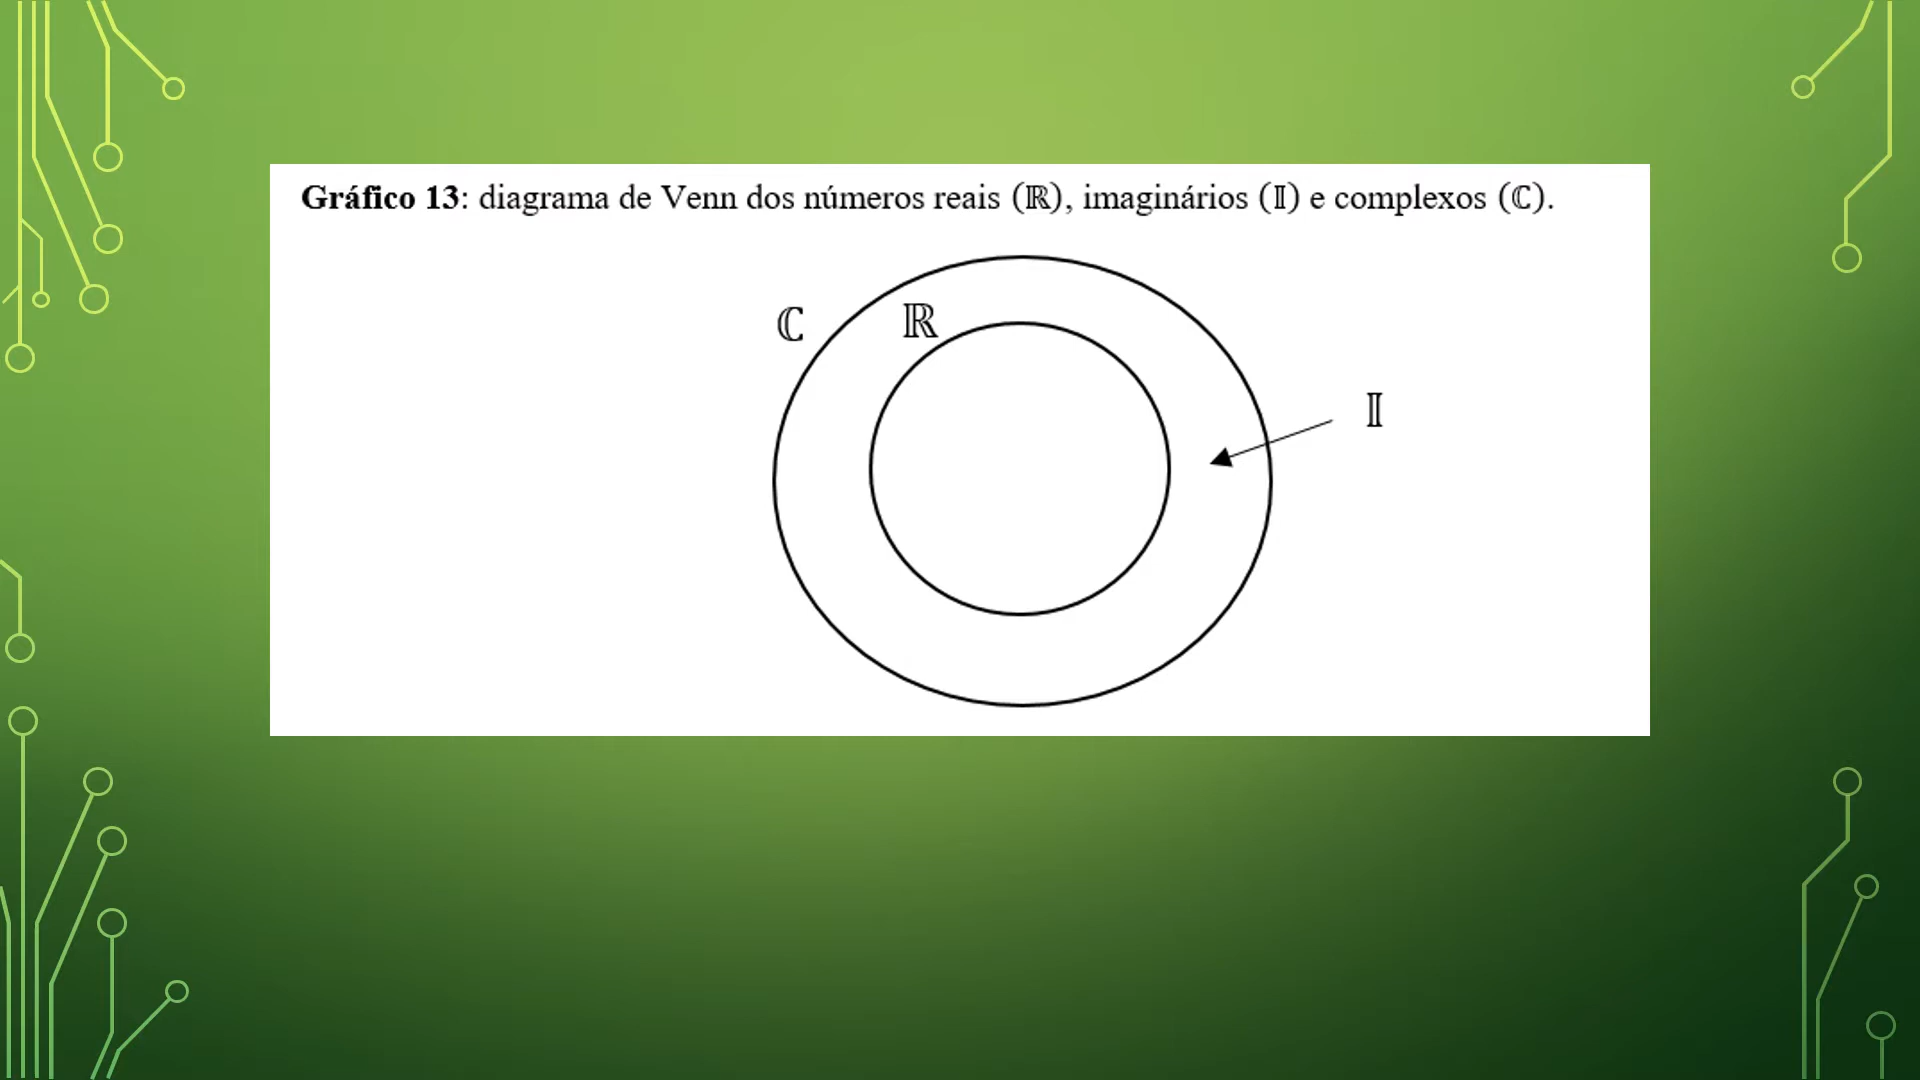 Gráfico 13: diagrama de Venn dos números reais (ℝ), imaginários (𝕀) e complexos (ℂ).
ℂ
ℝ
𝕀